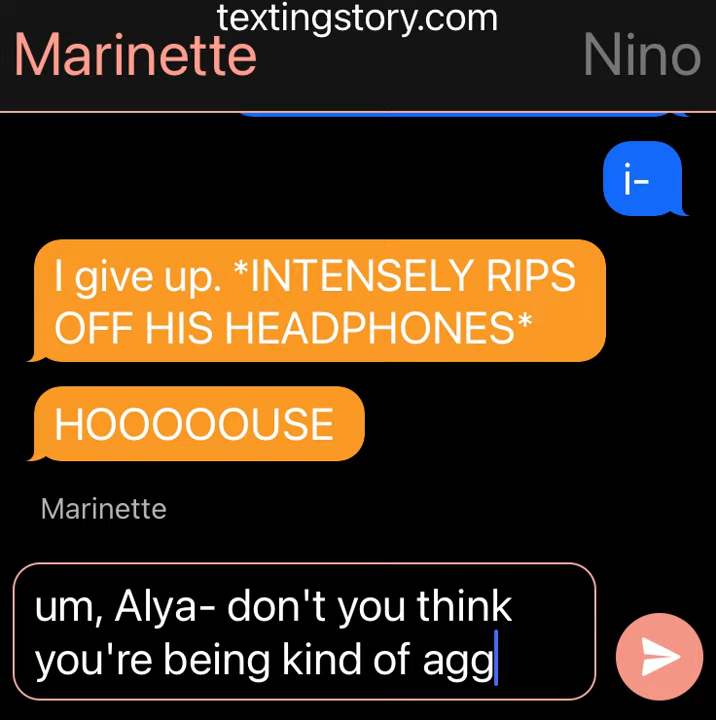 textingstory.com
Marinette
Nino
i-
I give up. *INTENSELY RIPS
OFF HIS HEADPHONES*
HOOOOOUSE
Marinette
um, Alya- don't you think
you're being kind of agg